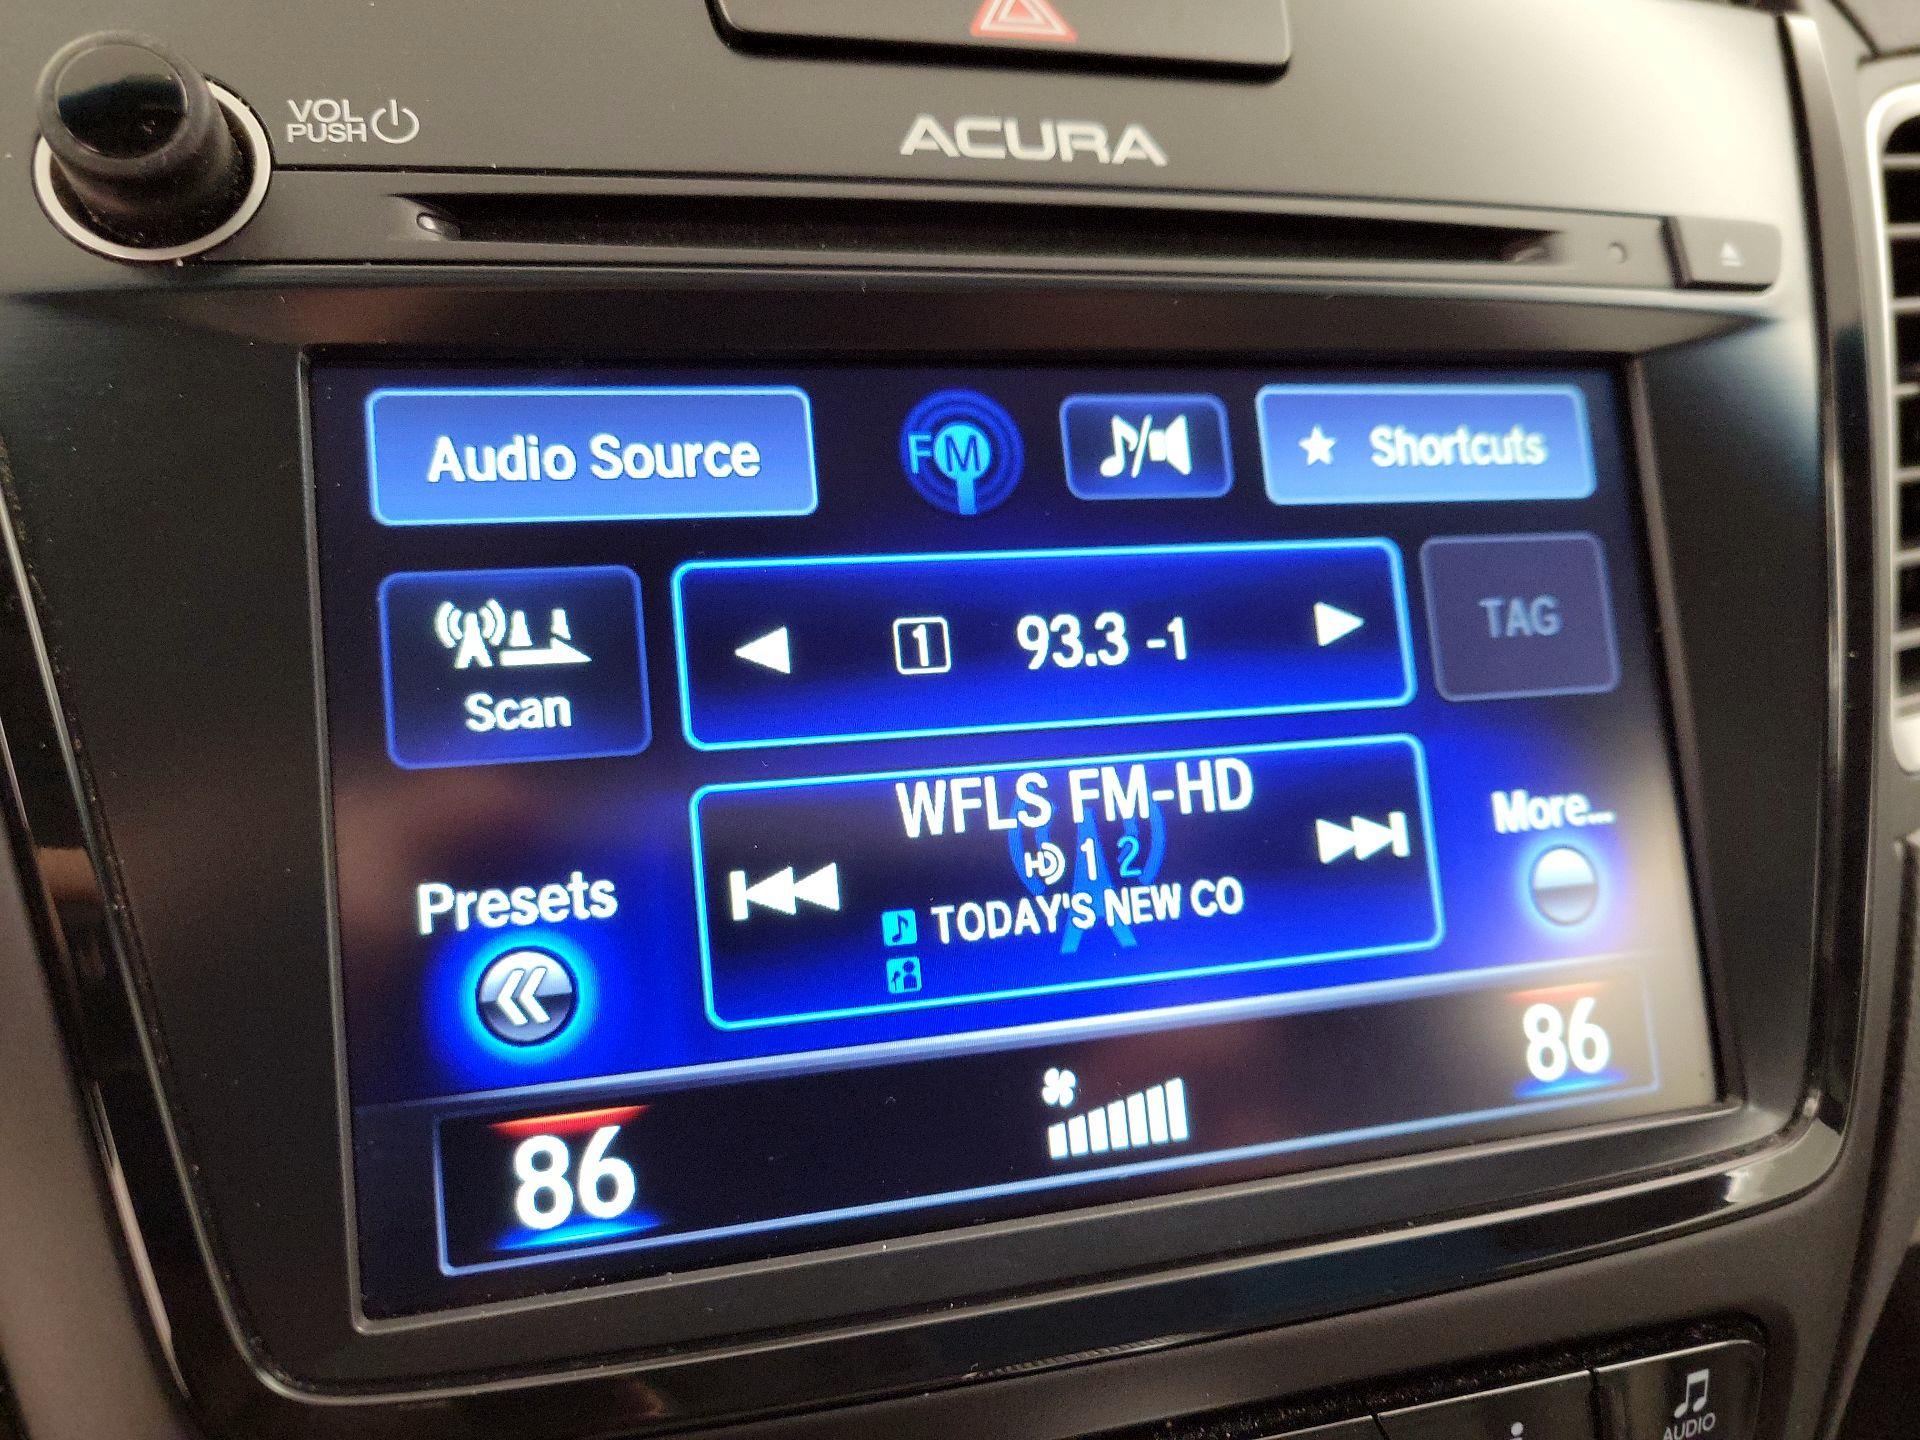 VOL
PUSH
ACURA
Audio Source
FM
Shortcuts
Scan
1 93.3 -1
TAG
WFLS FM-HD
HD 1 2
TODAY'S NEW CO
Presets
More...
86
86
AUDIO